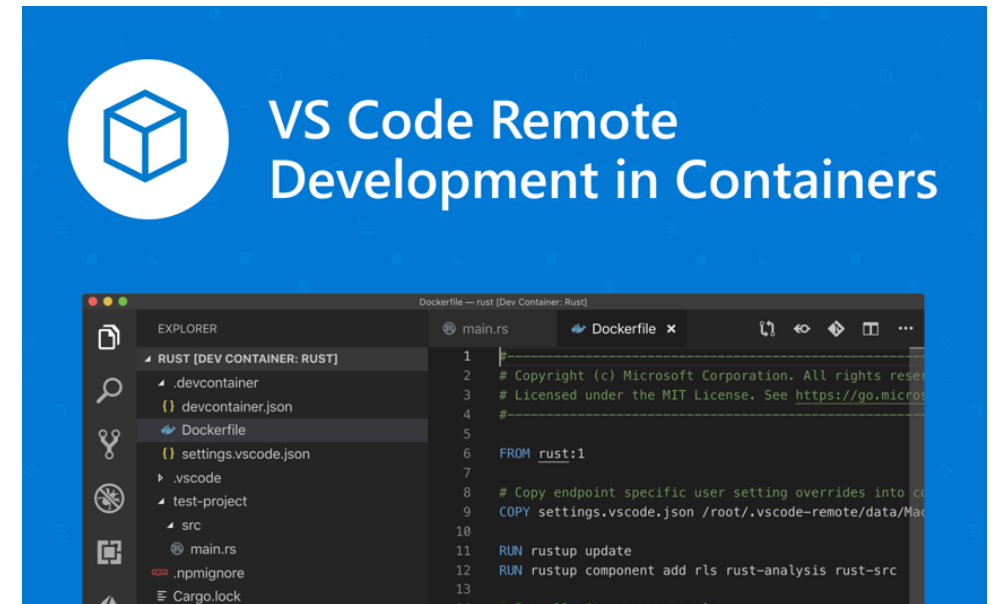 VS Code Remote
Development in Containers
Dockerfile — rust [Dev Container: Rust]
EXPLORER
RUST [DEV CONTAINER: RUST]
.devcontainer
{} devcontainer.json
Dockerfile
{} settings.vscode.json
.vscode
test-project
src
main.rs
.npmignore
Cargo.lock
main.rs
Dockerfile ×
1 #------------------------------------------------
2 # Copyright (c) Microsoft Corporation. All rights reser
3 # Licensed under the MIT License. See https://go.micros
4 #------------------------------------------------
5
6 FROM rust:1
7
8 # Copy endpoint specific user setting overrides into co
9 COPY settings.vscode.json /root/.vscode-remote/data/Mac
10
11 RUN rustup update
12 RUN rustup component add rls rust-analysis rust-src
13